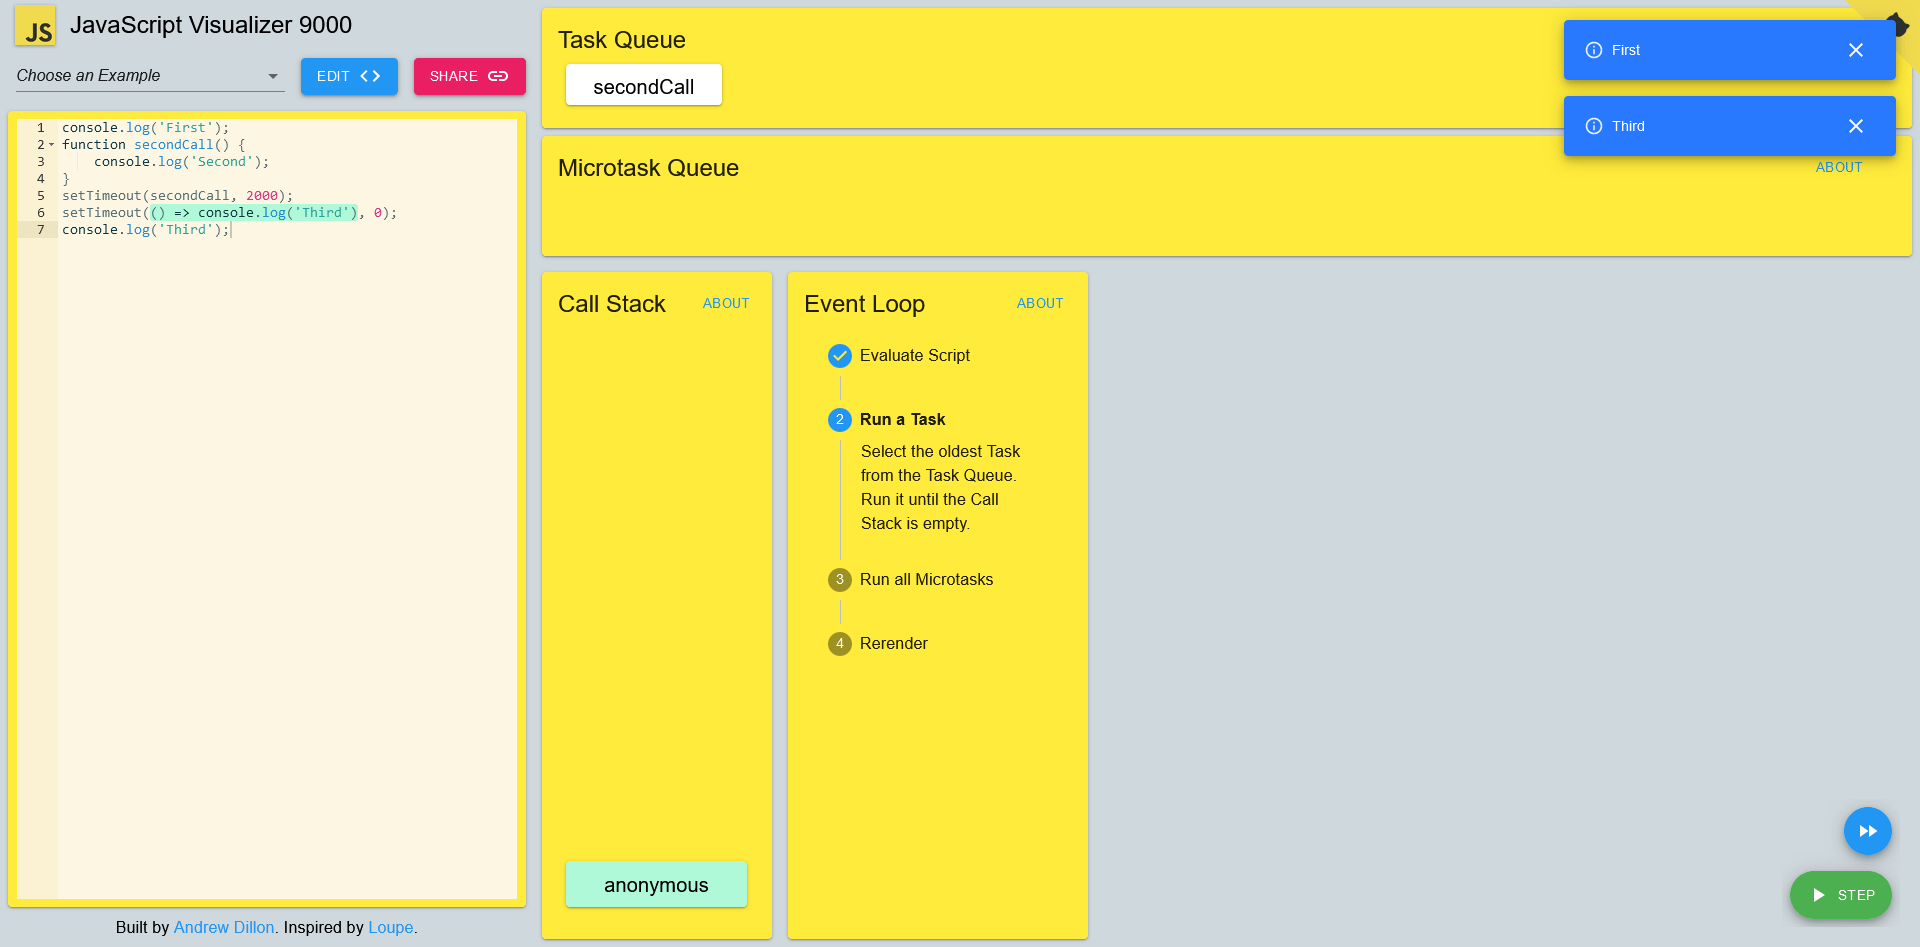 JS
JavaScript Visualizer 9000
Choose an Example
EDIT
SHARE
1 console.log('First');
2 function secondCall() {
3     console.log('Second');
4 }
5 setTimeout(secondCall, 2000);
6 setTimeout(() => console.log('Third'), 0);
7 console.log('Third');
Built by Andrew Dillon. Inspired by Loupe.
Task Queue
secondCall
First
Third
Microtask Queue
ABOUT
Call Stack
ABOUT
anonymous
Event Loop
ABOUT
Evaluate Script
2 Run a Task
Select the oldest Task
from the Task Queue.
Run it until the Call
Stack is empty.
3 Run all Microtasks
4 Rerender
STEP